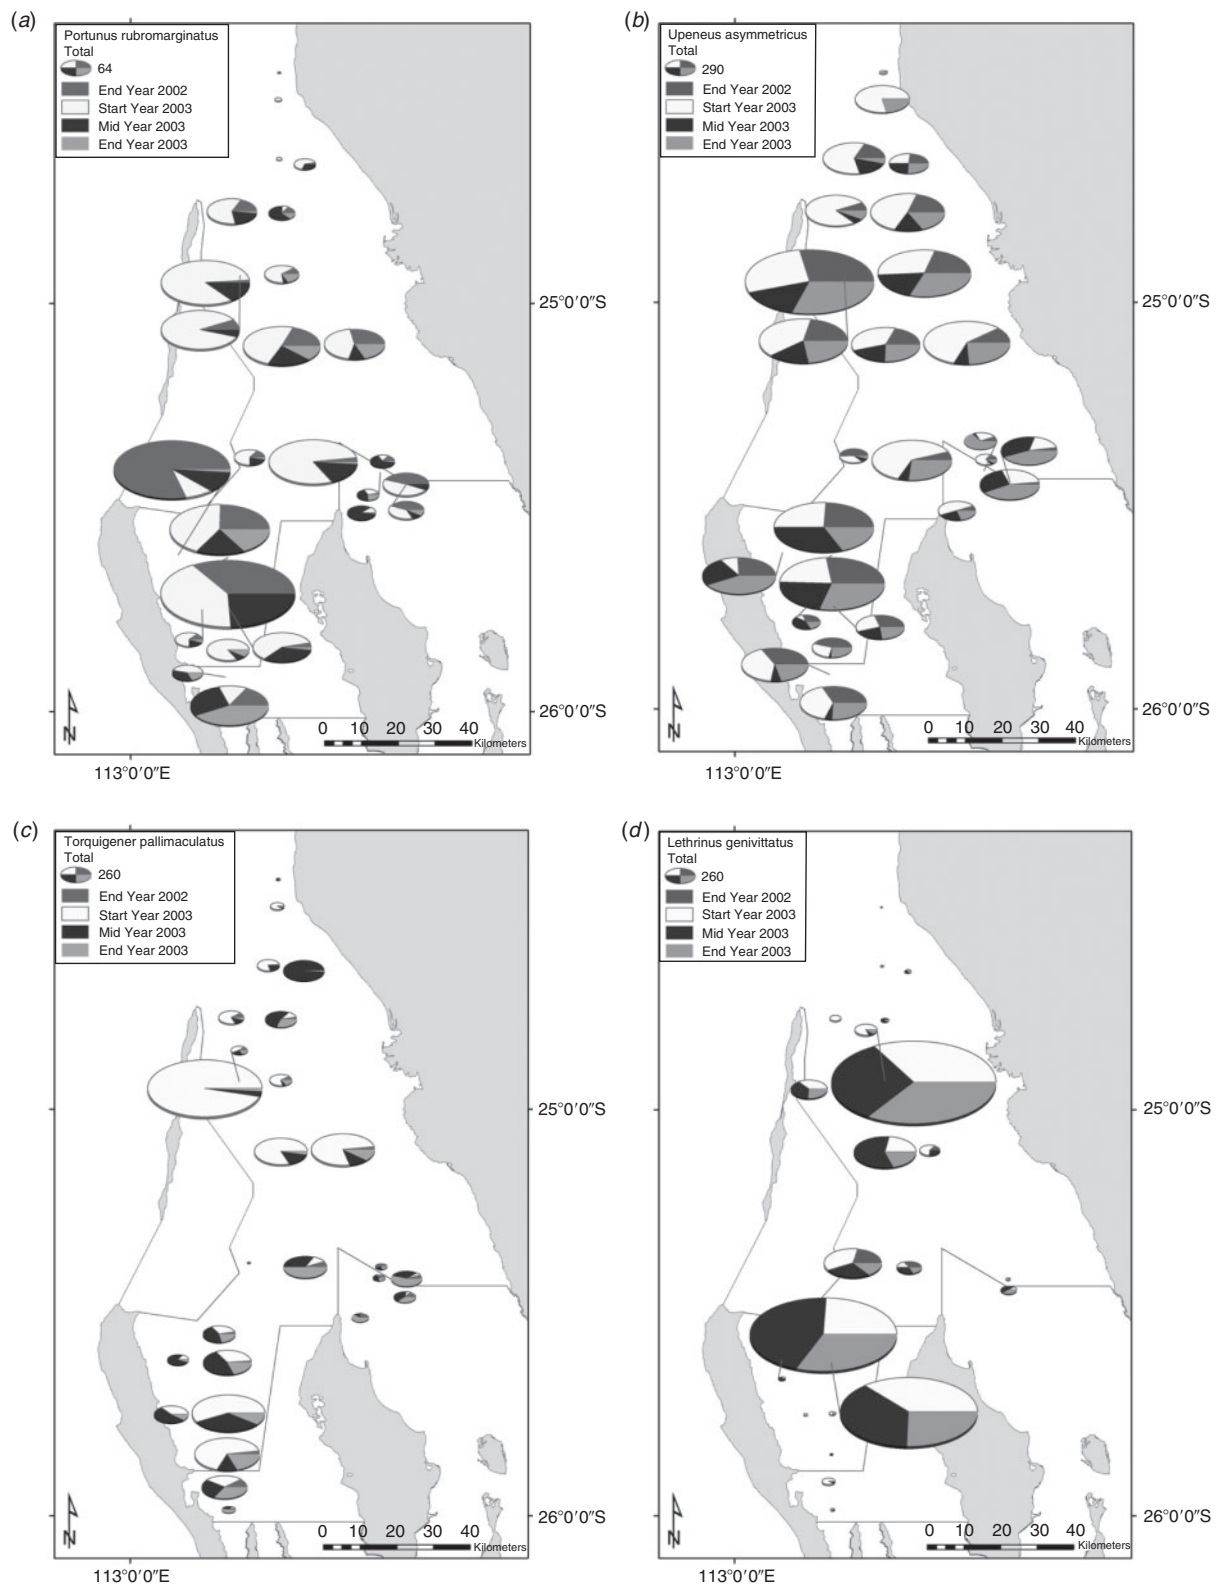 (a)
Portunus rubromarginatus
Total
64
End Year 2002
Start Year 2003
Mid Year 2003
End Year 2003
25°0′0″S
26°0′0″S
0 10 20 30 40
Kilometers
N
113°0′0″E
(b)
Upeneus asymmetricus
Total
290
End Year 2002
Start Year 2003
Mid Year 2003
End Year 2003
25°0′0″S
26°0′0″S
0 10 20 30 40
Kilometers
N
113°0′0″E
(c)
Torquigener pallimaculatus
Total
260
End Year 2002
Start Year 2003
Mid Year 2003
End Year 2003
25°0′0″S
26°0′0″S
0 10 20 30 40
Kilometers
N
113°0′0″E
(d)
Lethrinus genivittatus
Total
260
End Year 2002
Start Year 2003
Mid Year 2003
End Year 2003
25°0′0″S
26°0′0″S
0 10 20 30 40
Kilometers
N
113°0′0″E